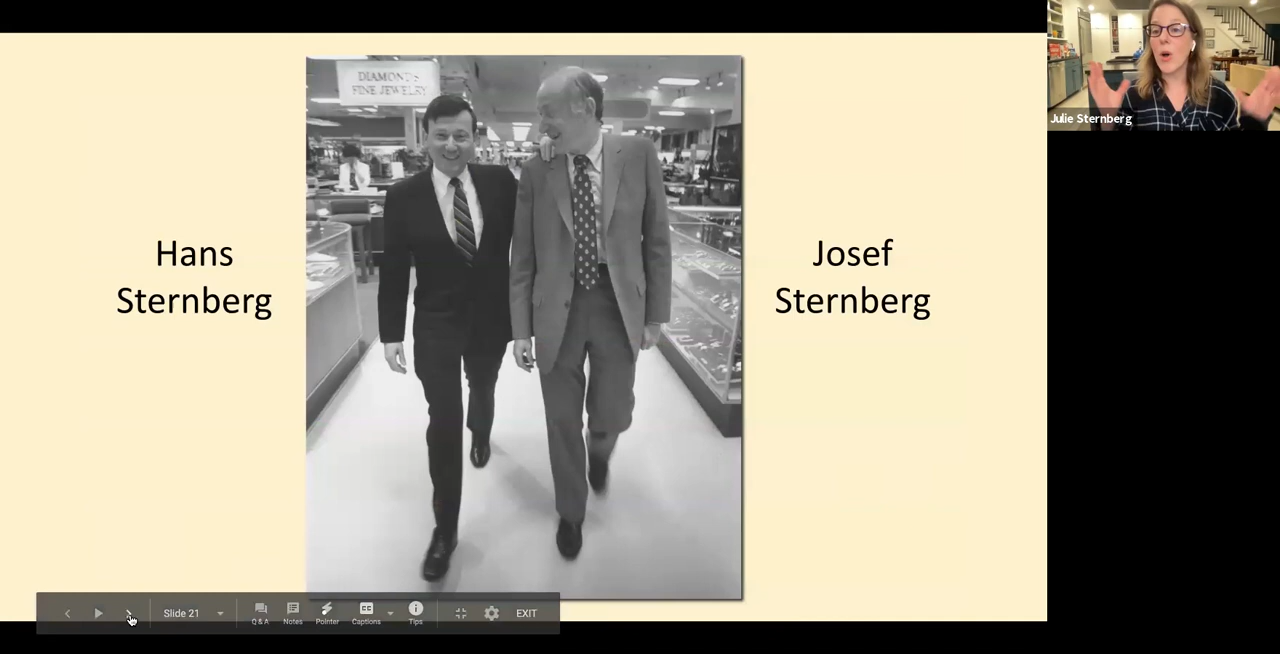 DIAMONDS
FINE JEWELRY
Hans
Sternberg
Josef
Sternberg
Julie Sternberg
Slide 21
Q & A
Notes
Pointer
Captions
Tips
EXIT